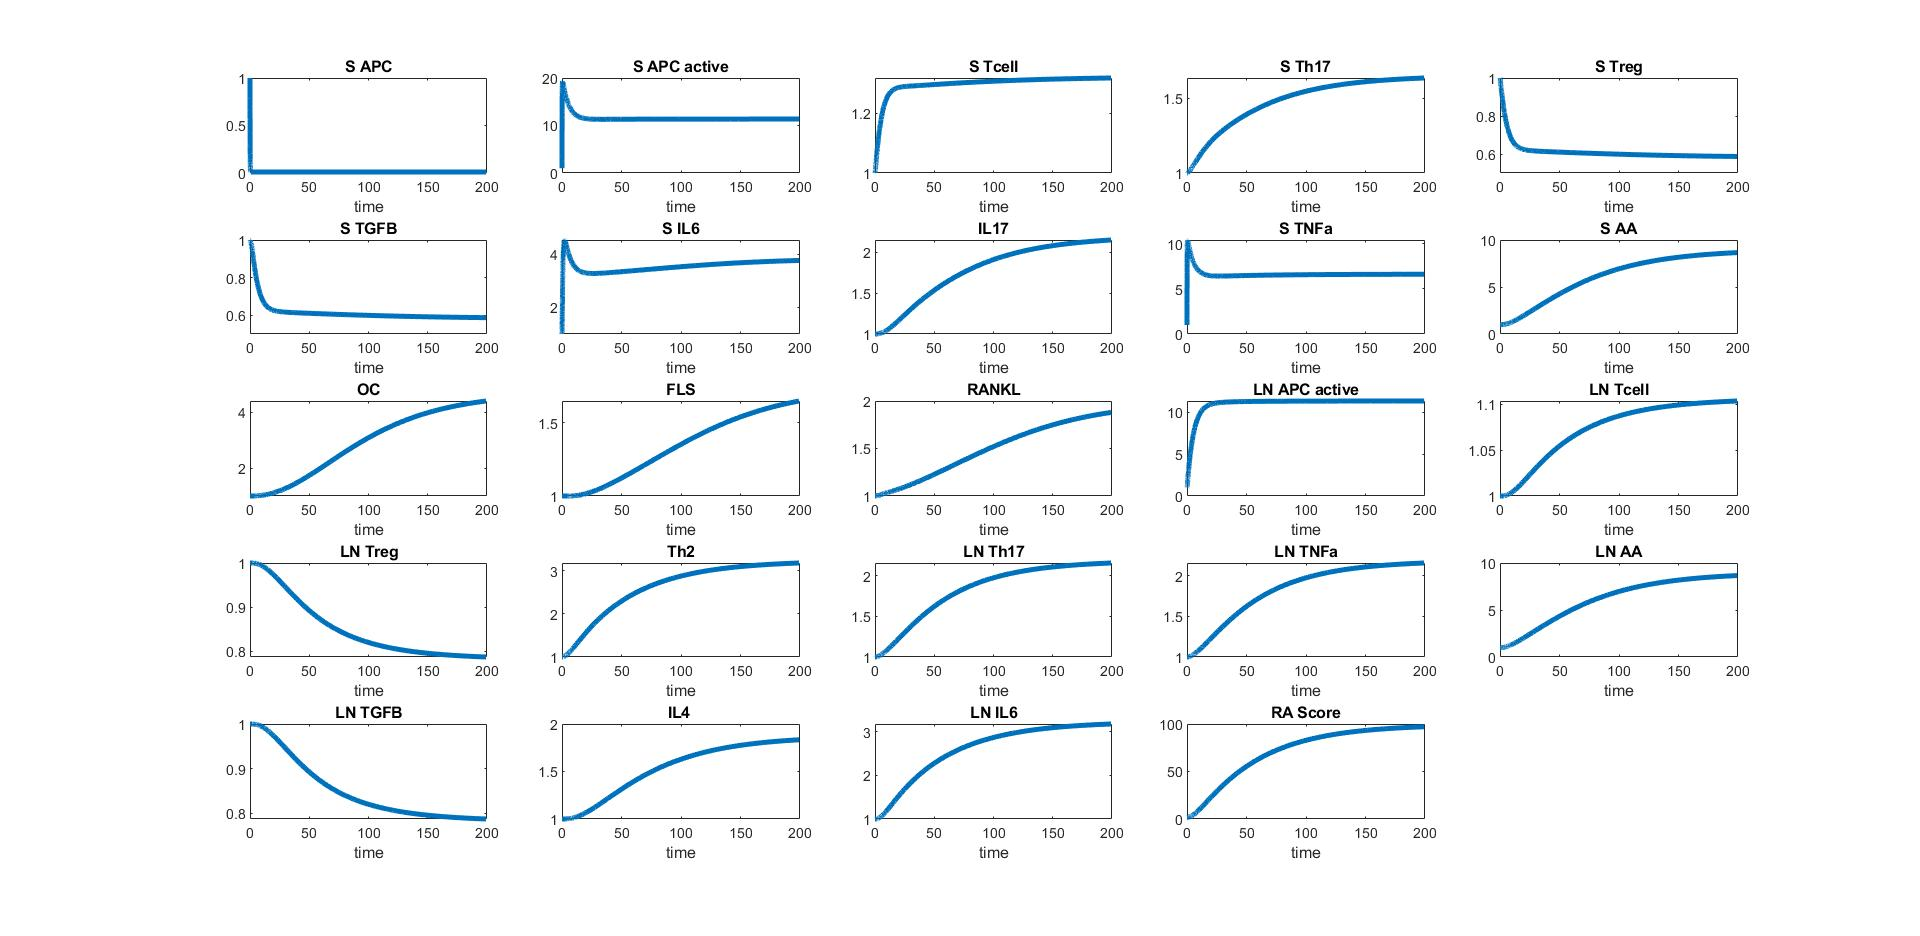 S APC
S APC active
S Tcell
S Th17
S Treg
1
0.5
0
0 50 100 150 200
time
20
10
0
0 50 100 150 200
time
1.2
1
0 50 100 150 200
time
1.5
1
0 50 100 150 200
time
1
0.8
0.6
0 50 100 150 200
time
S TGFB
S IL6
IL17
S TNFa
S AA
1
0.8
0.6
0 50 100 150 200
time
4
2
0 50 100 150 200
time
2
1.5
1
0 50 100 150 200
time
10
5
0
0 50 100 150 200
time
10
5
0
0 50 100 150 200
time
OC
FLS
RANKL
LN APC active
LN Tcell
4
2
0 50 100 150 200
time
1.5
1
0 50 100 150 200
time
2
1.5
1
0 50 100 150 200
time
10
5
0
0 50 100 150 200
time
1.1
1.05
1
0 50 100 150 200
time
LN Treg
Th2
LN Th17
LN TNFa
LN AA
1
0.9
0.8
0 50 100 150 200
time
3
2
1
0 50 100 150 200
time
2
1.5
1
0 50 100 150 200
time
2
1.5
1
0 50 100 150 200
time
10
5
0
0 50 100 150 200
time
LN TGFB
IL4
LN IL6
RA Score
1
0.9
0.8
0 50 100 150 200
time
2
1.5
1
0 50 100 150 200
time
3
2
1
0 50 100 150 200
time
100
50
0
0 50 100 150 200
time